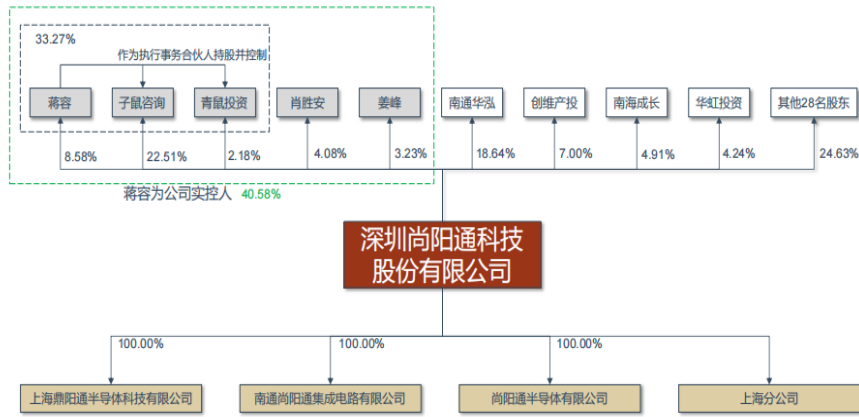 33.27%
作为执行事务合伙人持股并控制
蒋容
子鼠咨询
青鼠投资
肖胜安
姜峰
南通华泓
创维产投
南海成长
华虹投资
其他28名股东
8.58%
22.51%
2.18%
4.08%
3.23%
18.64%
7.00%
4.91%
4.24%
24.63%
蒋容为公司实控人 40.58%
深圳尚阳通科技
股份有限公司
100.00%
100.00%
100.00%
上海鼎阳通半导体科技有限公司
南通尚阳通集成电路有限公司
尚阳通半导体有限公司
上海分公司